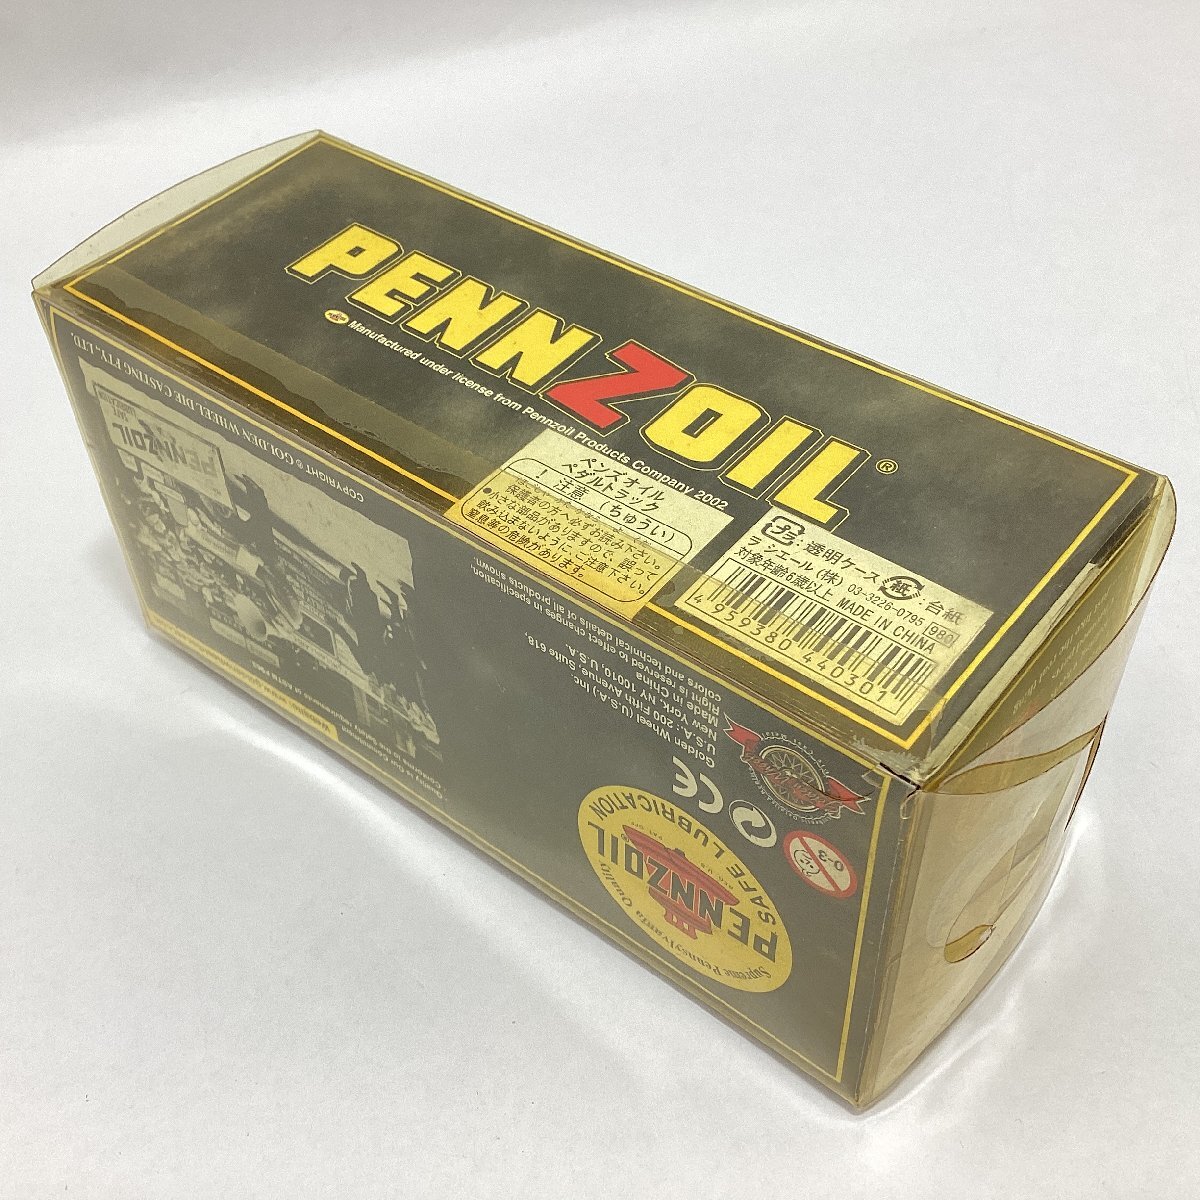 PENNZOIL®
Manufactured under license from Pennzoil Products Company 2002
ペンズオイル
ペダルトラック
! 注意 (ちゅうい)
保護者の方へ必ずお読み下さい。
●小さな部品がありますので、誤って
飲み込まないように、ご注意下さい。
窒息等の危険があります。
プラ : 透明ケース 紙 : 台紙
ラシエール (株) 03-3226-0795 980
対象年齢6歳以上 MADE IN CHINA
4 959380 440301
COPYRIGHT © GOLDEN WHEEL DIE CASTING FTY., LTD.
PENNZOIL
Golden Wheel (U.S.A.) Inc.
200 Fifth Avenue, Suite 618,
New York, NY 10010, U.S.A.
Made in China
Right is reserved to effect changes in specification,
colors and technical details of all products shown.
CE
0-3
Supreme Pennsylvania Quality
PENNZOIL
REG. U.S. PAT. OFF.
SAFE LUBRICATION